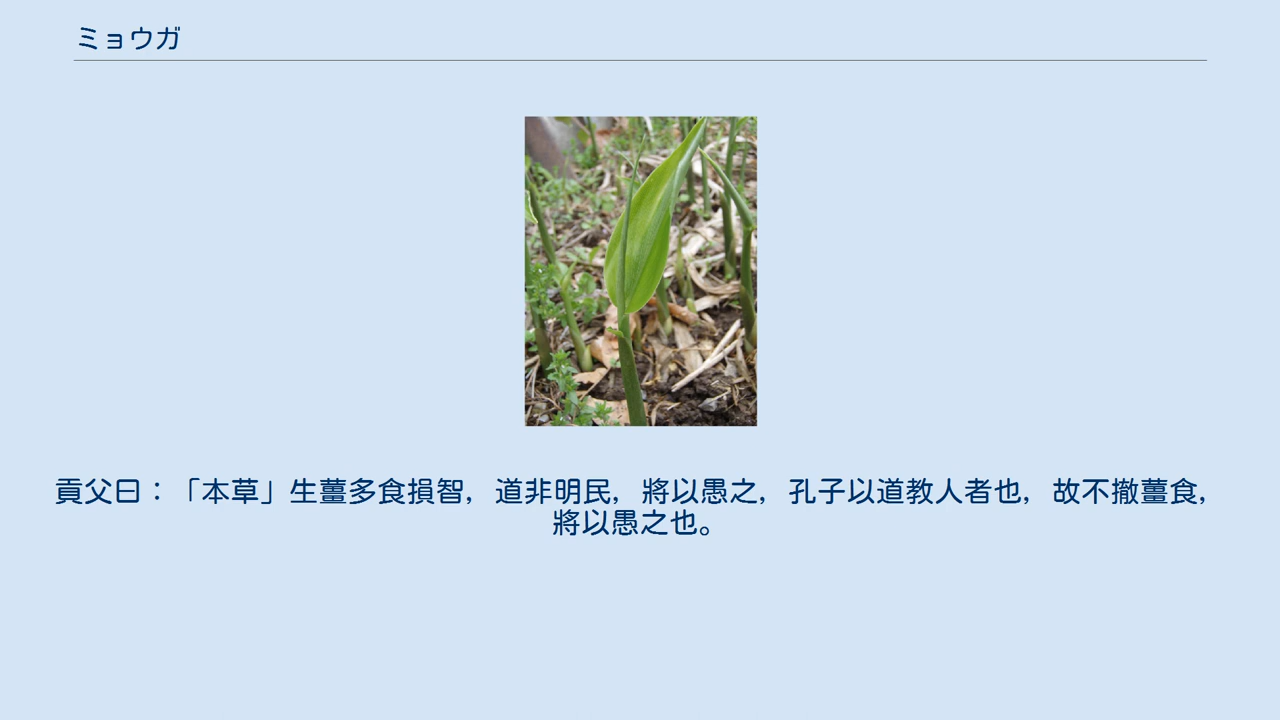 ミョウガ
貢父曰：「本草」生薑多食損智，道非明民，將以愚之，孔子以道教人者也，故不撤薑食，
將以愚之也。